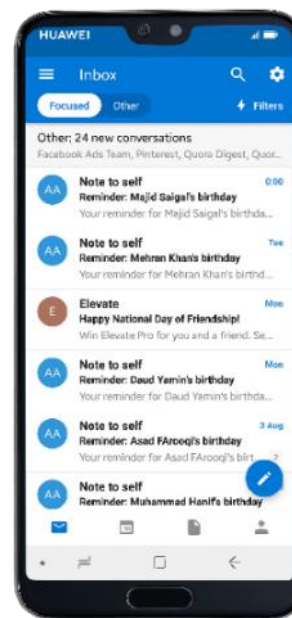 HUAWEI
Inbox
Focused Other Filters
Other: 24 new conversations
Facebook Ads Team, Pinterest, Quora Digest, Quor...
AA Note to self 0:00
Reminder: Majid Saigal's birthday
Your reminder for Majid Saigal's birthda...
AA Note to self Tue
Reminder: Mehran Khan's birthday
Your reminder for Mehran Khan's birthd...
E Elevate Mon
Happy National Day of Friendship!
Win Elevate Pro for you and a friend. Se...
AA Note to self Mon
Reminder: Daud Yamin's birthday
Your reminder for Daud Yamin's birthda...
AA Note to self 3 Aug
Reminder: Asad FArooqi's birthday
Your reminder for Asad FArooqi's birt... 2
AA Note to self
Reminder: Muhammad Hanif's birthday